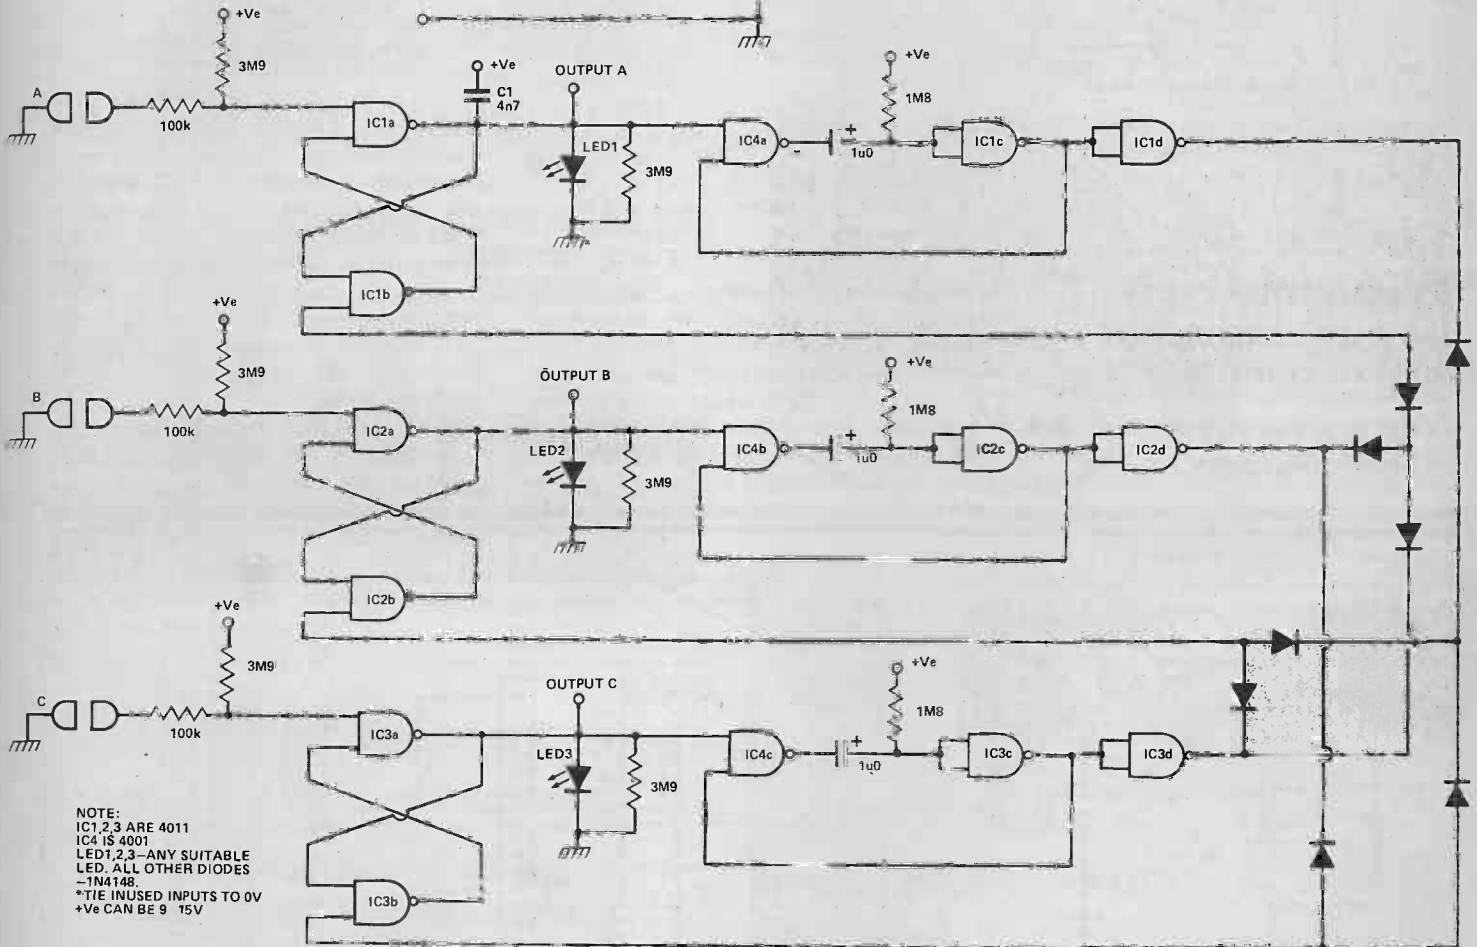 +Ve
3M9
A
100k
IC1a
+Ve
C1
4n7
OUTPUT A
LED1
3M9
IC4a
+
1u0
+Ve
1M8
IC1c
IC1d
IC1b
+Ve
3M9
B
100k
IC2a
OUTPUT B
LED2
3M9
IC4b
+
1u0
+Ve
1M8
IC2c
IC2d
IC2b
+Ve
3M9
C
100k
IC3a
OUTPUT C
LED3
3M9
IC4c
+
1u0
+Ve
1M8
IC3c
IC3d
IC3b
NOTE:
IC1,2,3 ARE 4011
IC4 IS 4001
LED1,2,3–ANY SUITABLE
LED. ALL OTHER DIODES
–1N4148.
*TIE INUSED INPUTS TO 0V
+Ve CAN BE 9 15V